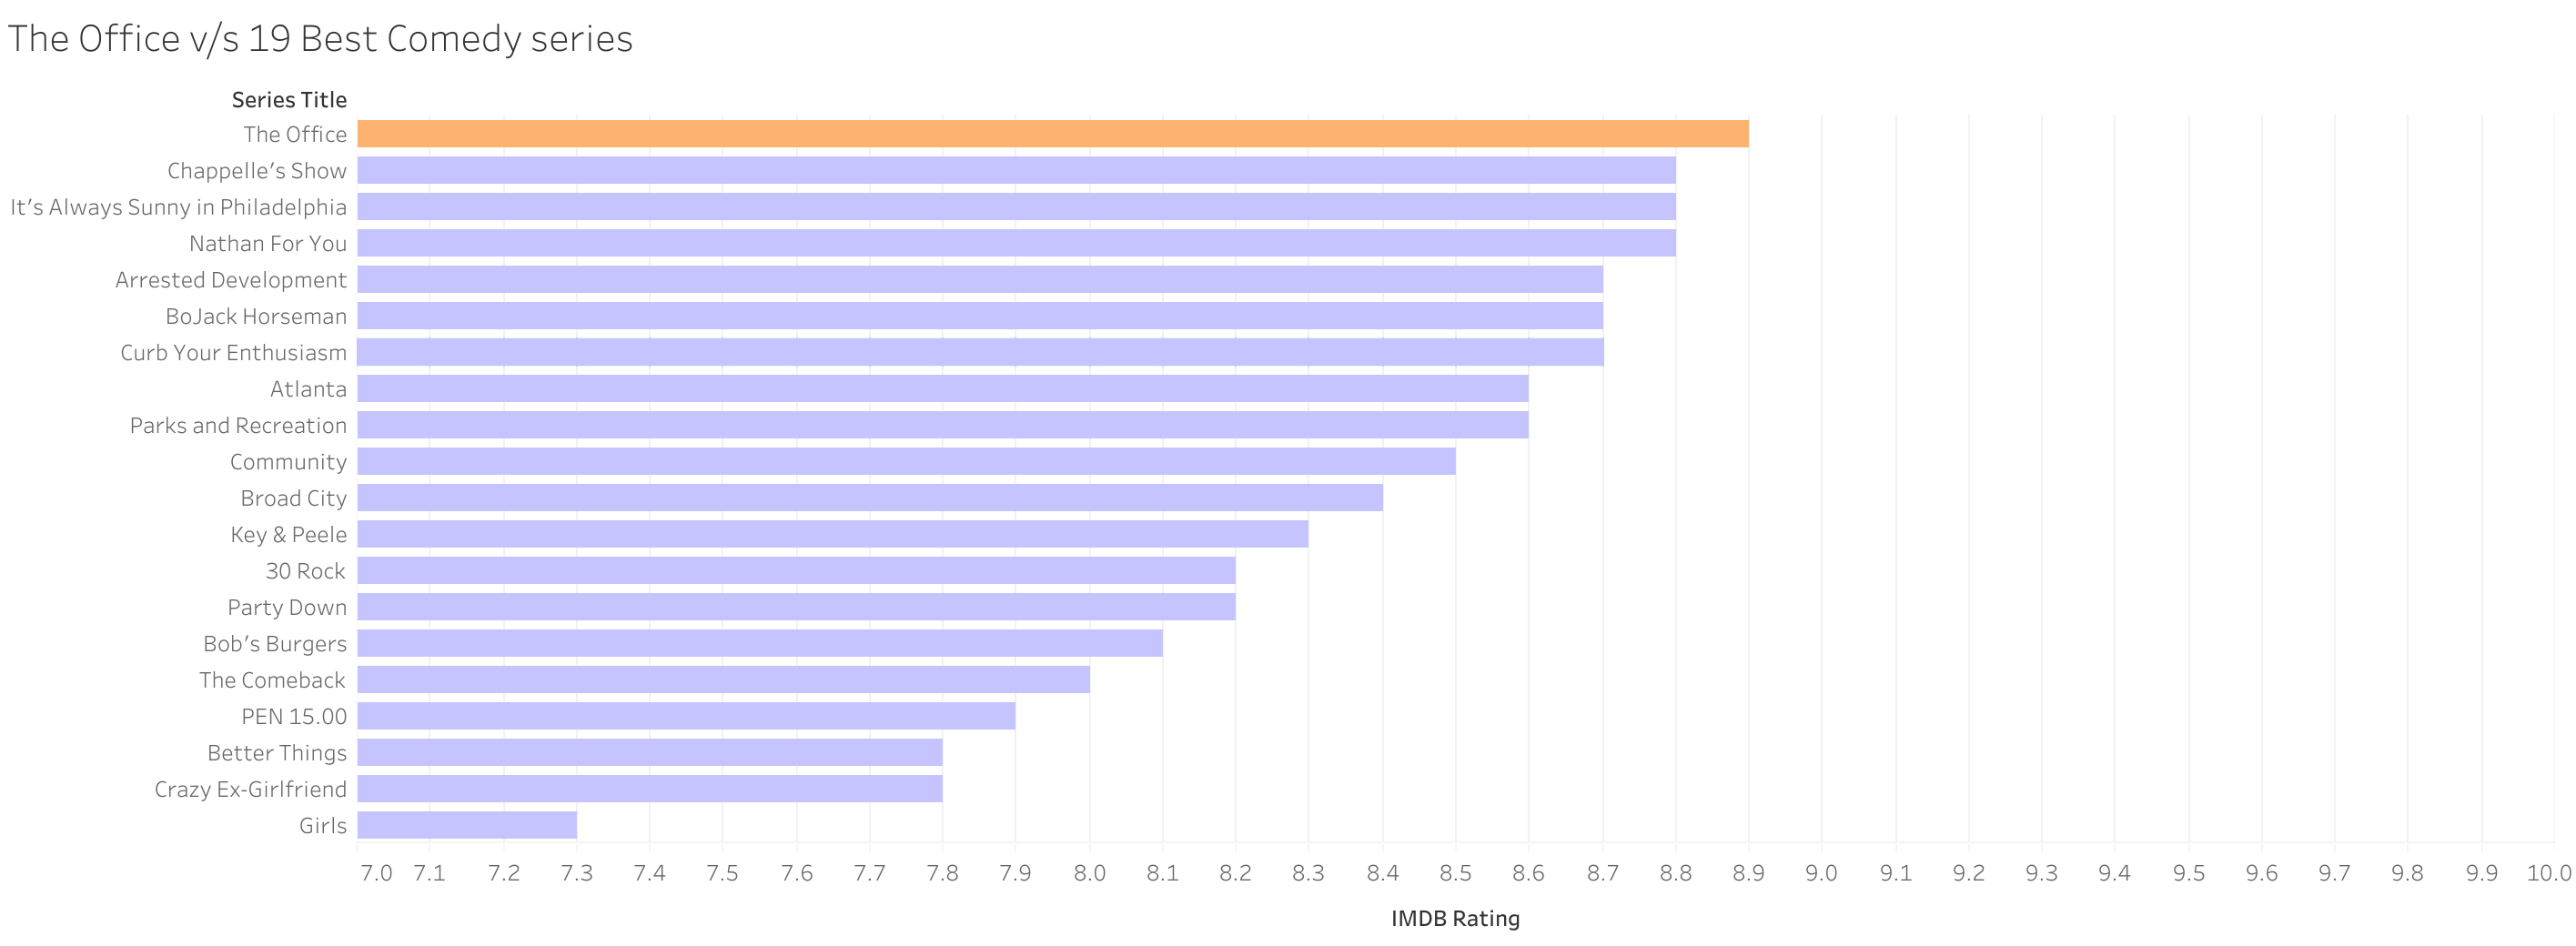 The Office v/s 19 Best Comedy series
Series Title
The Office
Chappelle’s Show
It’s Always Sunny in Philadelphia
Nathan For You
Arrested Development
BoJack Horseman
Curb Your Enthusiasm
Atlanta
Parks and Recreation
Community
Broad City
Key & Peele
30 Rock
Party Down
Bob’s Burgers
The Comeback
PEN 15.00
Better Things
Crazy Ex-Girlfriend
Girls
7.0 7.1 7.2 7.3 7.4 7.5 7.6 7.7 7.8 7.9 8.0 8.1 8.2 8.3 8.4 8.5 8.6 8.7 8.8 8.9 9.0 9.1 9.2 9.3 9.4 9.5 9.6 9.7 9.8 9.9 10.0
IMDB Rating